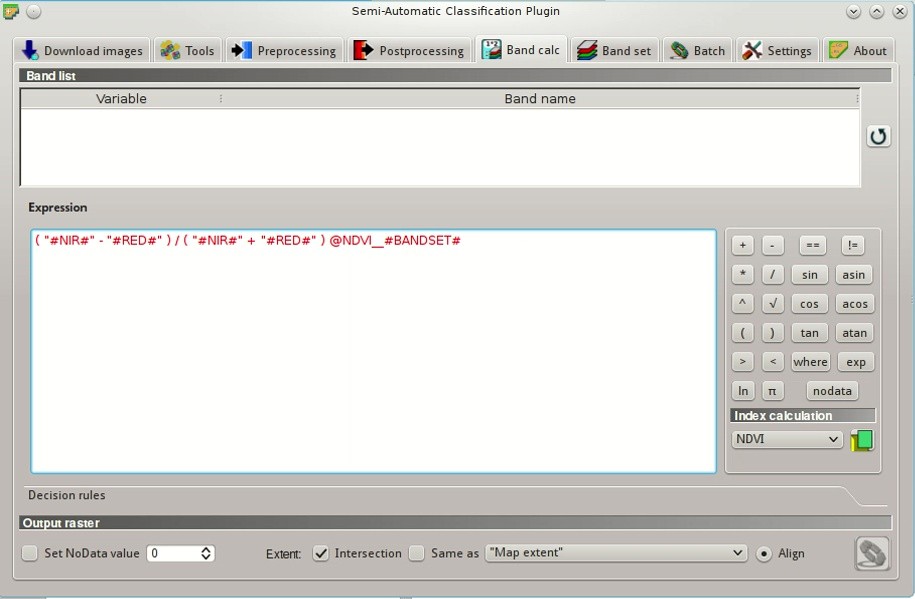 Semi-Automatic Classification Plugin
Download images Tools Preprocessing Postprocessing Band calc Band set Batch Settings About
Band list
Variable Band name
Expression
( "#NIR#" - "#RED#" ) / ( "#NIR#" + "#RED#" ) @NDVI__#BANDSET#
+ - == !=
* / sin asin
^ √ cos acos
( ) tan atan
> < where exp
ln π nodata
Index calculation
NDVI
Decision rules
Output raster
Set NoData value 0 Extent: Intersection Same as "Map extent" Align